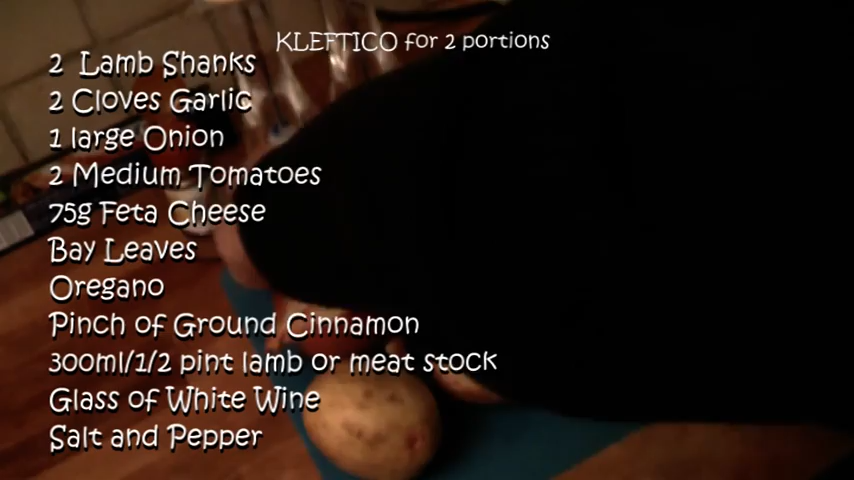 KLEFTICO for 2 portions
2 Lamb Shanks
2 Cloves Garlic
1 large Onion
2 Medium Tomatoes
75g Feta Cheese
Bay Leaves
Oregano
Pinch of Ground Cinnamon
300ml/1/2 pint lamb or meat stock
Glass of White Wine
Salt and Pepper